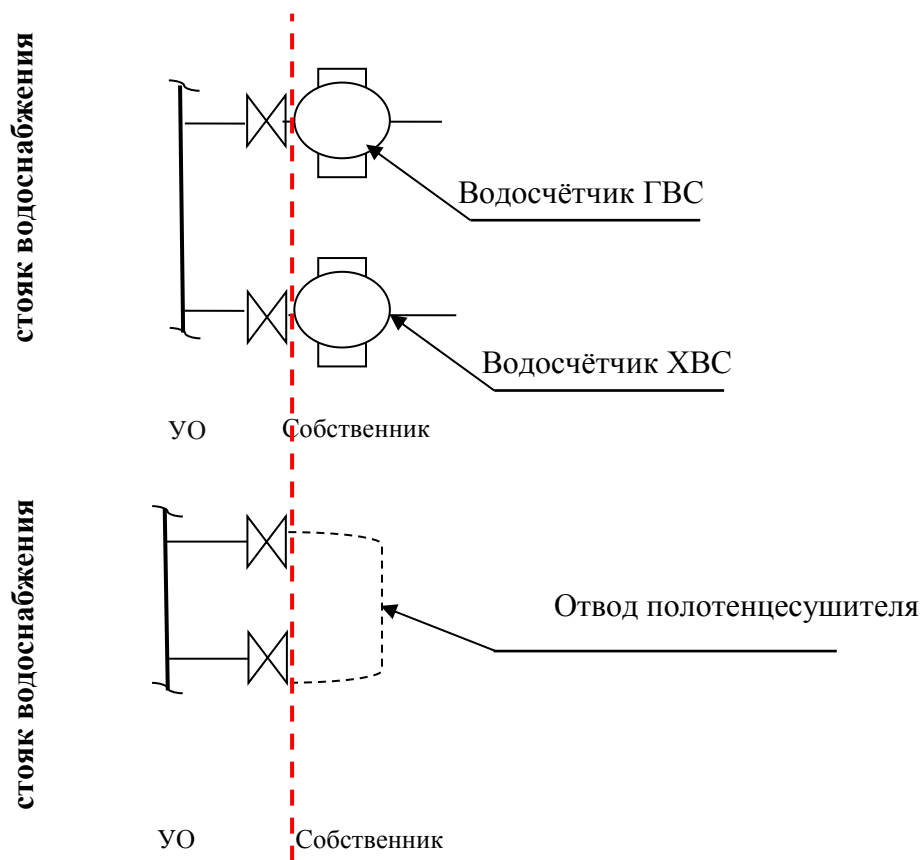 стояк водоснабжения
Водосчётчик ГВС
Водосчётчик ХВС
УО
Собственник
стояк водоснабжения
Отвод полотенцесушителя
УО
Собственник